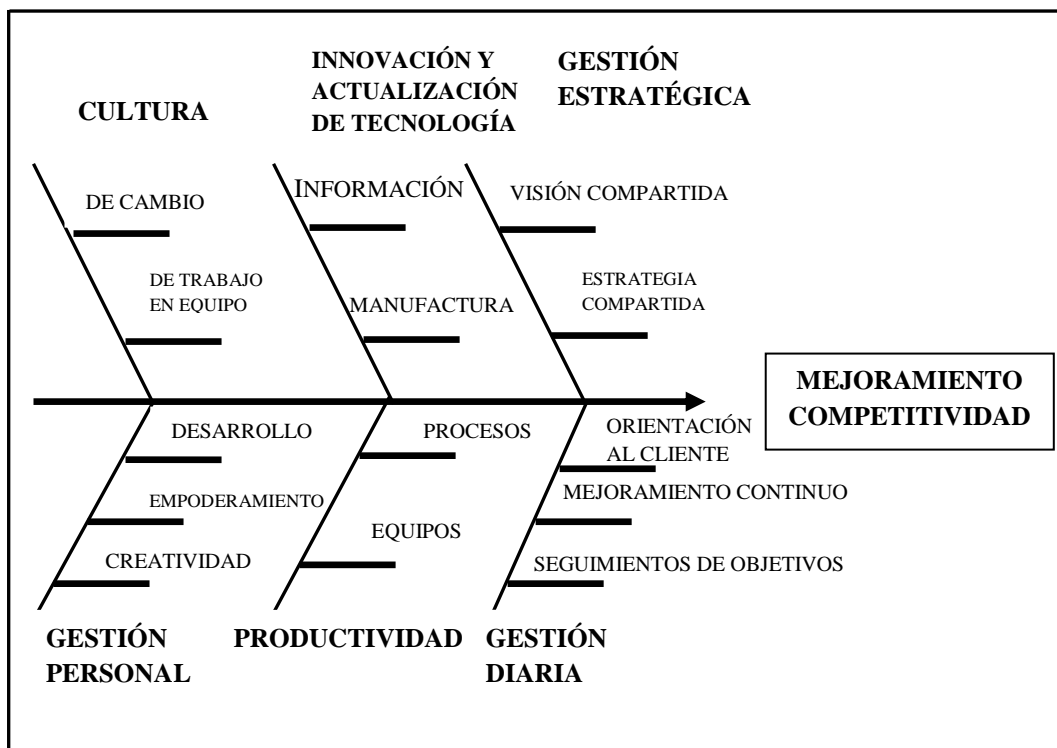 CULTURA
INNOVACIÓN Y
ACTUALIZACIÓN
DE TECNOLOGÍA
GESTIÓN
ESTRATÉGICA
DE CAMBIO
DE TRABAJO
EN EQUIPO
INFORMACIÓN
MANUFACTURA
VISIÓN COMPARTIDA
ESTRATEGIA
COMPARTIDA
MEJORAMIENTO
COMPETITIVIDAD
DESARROLLO
EMPODERAMIENTO
CREATIVIDAD
PROCESOS
EQUIPOS
ORIENTACIÓN
AL CLIENTE
MEJORAMIENTO CONTINUO
SEGUIMIENTOS DE OBJETIVOS
GESTIÓN
PERSONAL
PRODUCTIVIDAD
GESTIÓN
DIARIA